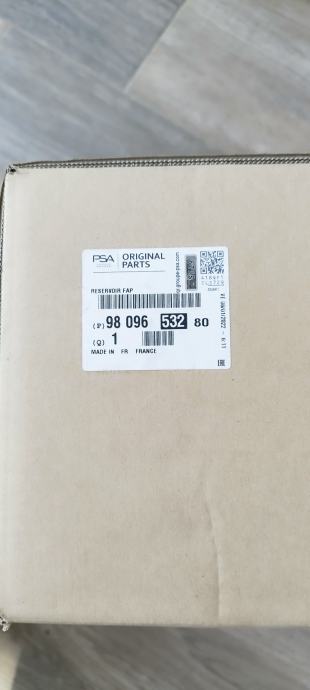 PSA
ORIGINAL
PARTS
RESERVOIR FAP
(P) 98 096 532 80
(Q) 1
MADE IN FR FRANCE